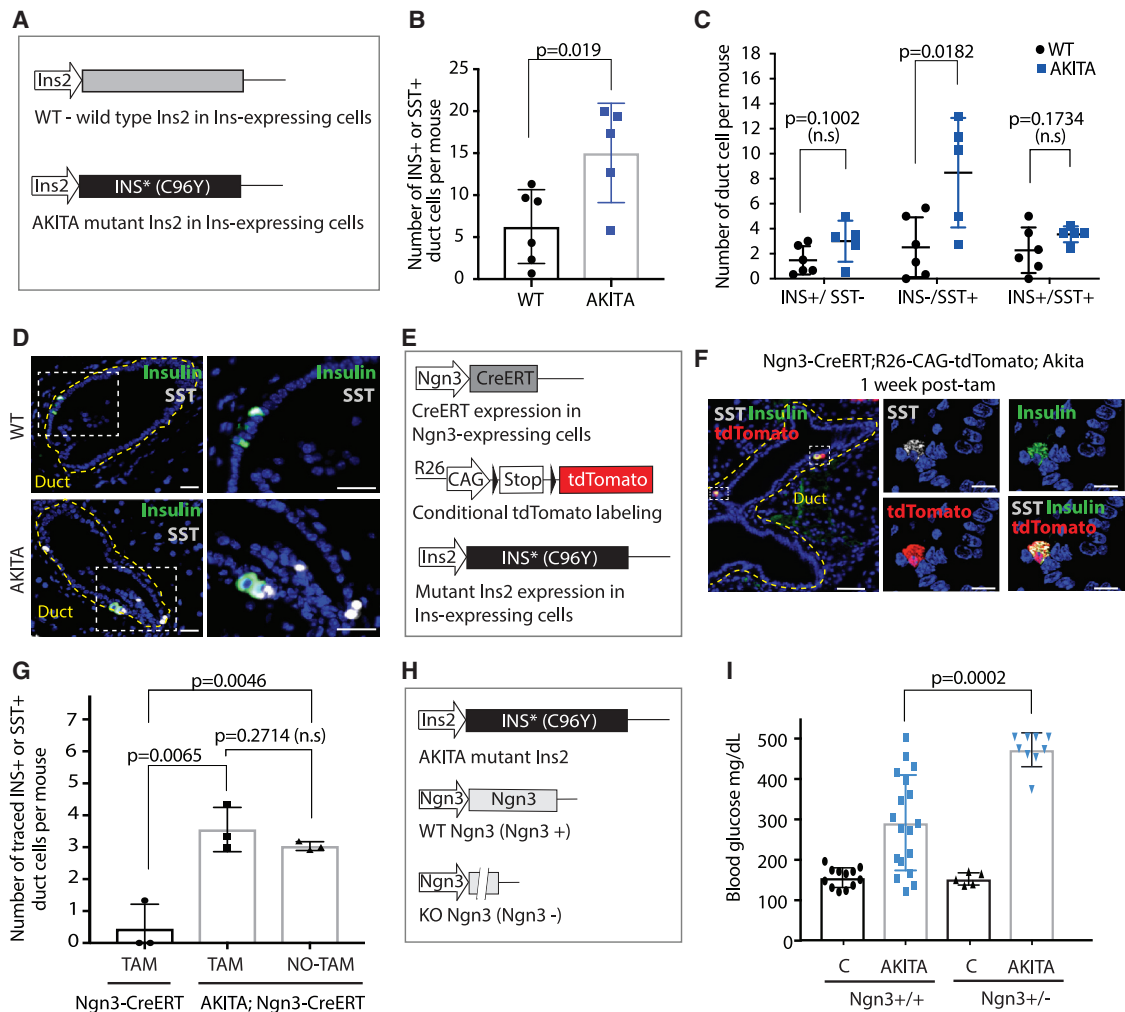 A
Ins2
WT - wild type Ins2 in Ins-expressing cells
Ins2
INS* (C96Y)
AKITA mutant Ins2 in Ins-expressing cells
B
p=0.019
Number of INS+ or SST+
duct cells per mouse
25
20
15
10
5
0
WT
AKITA
C
WT
AKITA
p=0.0182
p=0.1002
(n.s)
p=0.1734
(n.s)
Number of duct cell per mouse
18
16
14
12
10
8
6
4
2
0
INS+/ SST-
INS-/SST+
INS+/SST+
D
WT
Insulin
SST
Duct
Insulin
SST
AKITA
Insulin
SST
Duct
Insulin
SST
E
Ngn3
CreERT
CreERT expression in
Ngn3-expressing cells
R26
CAG
Stop
tdTomato
Conditional tdTomato labeling
Ins2
INS* (C96Y)
Mutant Ins2 expression in
Ins-expressing cells
F
Ngn3-CreERT;R26-CAG-tdTomato; Akita
1 week post-tam
SST Insulin
tdTomato
Duct
SST
Insulin
tdTomato
SST Insulin
tdTomato
G
p=0.0046
p=0.2714 (n.s)
p=0.0065
Number of traced INS+ or SST+
duct cells per mouse
7
6
5
4
3
2
1
0
TAM
TAM
NO-TAM
Ngn3-CreERT
AKITA; Ngn3-CreERT
H
Ins2
INS* (C96Y)
AKITA mutant Ins2
Ngn3
Ngn3
WT Ngn3 (Ngn3 +)
Ngn3
KO Ngn3 (Ngn3 -)
I
p=0.0002
Blood glucose mg/dL
500
400
300
200
100
0
C
AKITA
C
AKITA
Ngn3+/+
Ngn3+/-